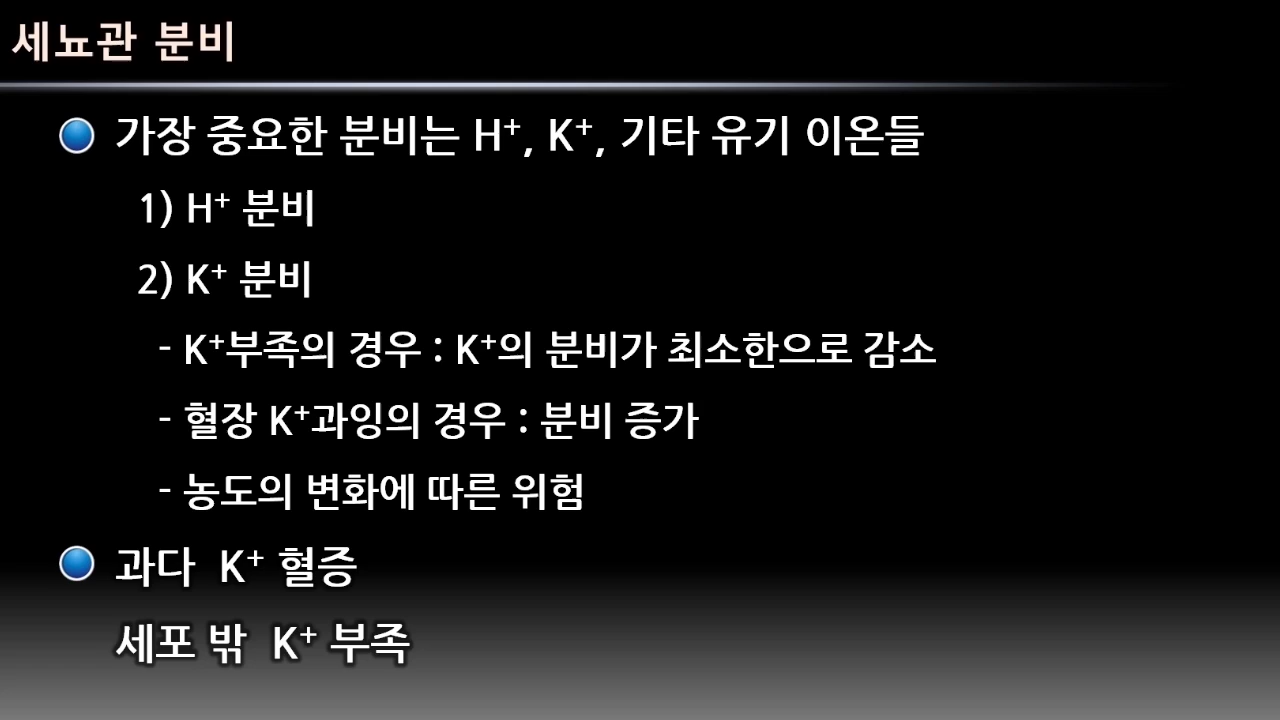 세뇨관 분비
가장 중요한 분비는 H⁺, K⁺, 기타 유기 이온들
1) H⁺ 분비
2) K⁺ 분비
- K⁺부족의 경우 : K⁺의 분비가 최소한으로 감소
- 혈장 K⁺과잉의 경우 : 분비 증가
- 농도의 변화에 따른 위험
과다 K⁺ 혈증
세포 밖 K⁺ 부족